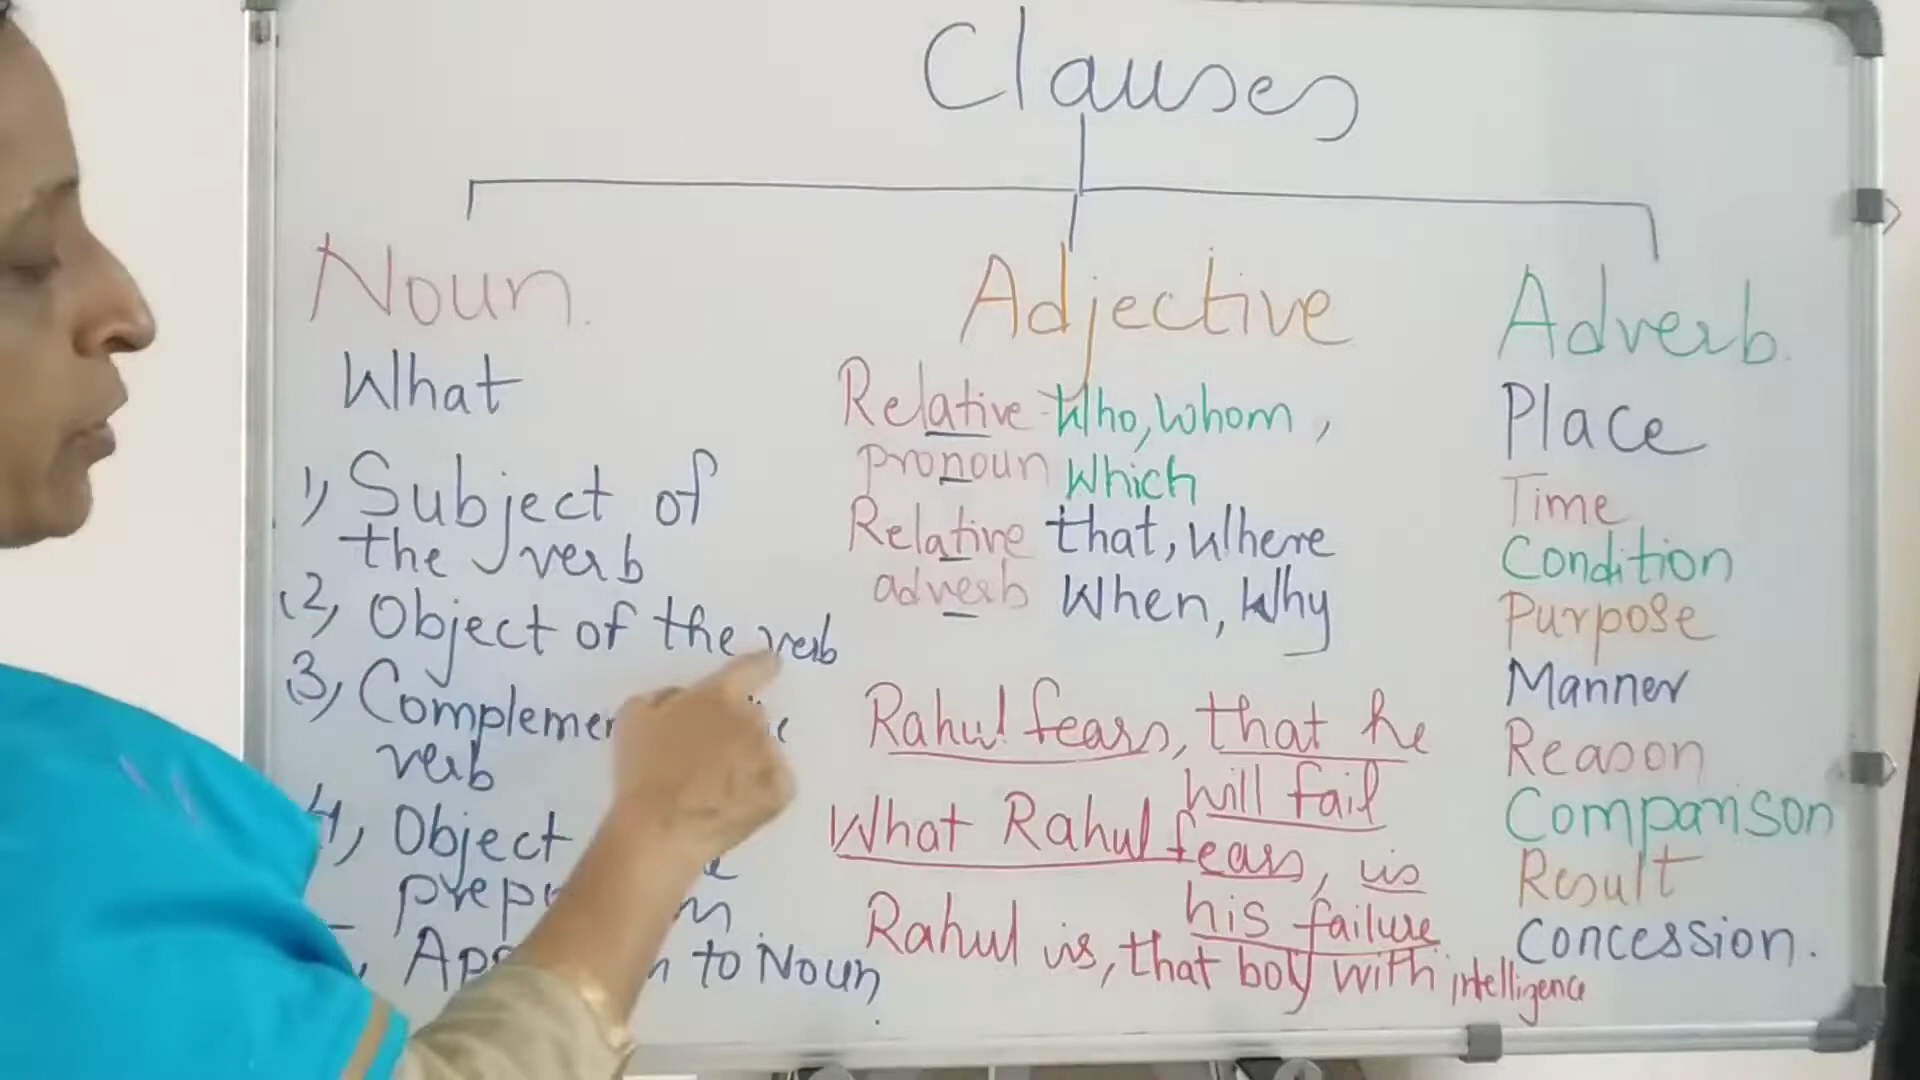 Clauses
Noun.
What
1) Subject of
the verb
(2) Object of the verb
(3)
verb
4) Object
to Noun.
Adjective
Relative Who, Whom,
pronoun Which
Relative that, Where
adverb When, Why
Rahul fears, that he
will fail
What Rahul fears, is
his failure
Rahul is, that boy with intelligence
Adverb.
Place
Time
Condition
Purpose
Manner
Reason
Comparison
Result
Concession.